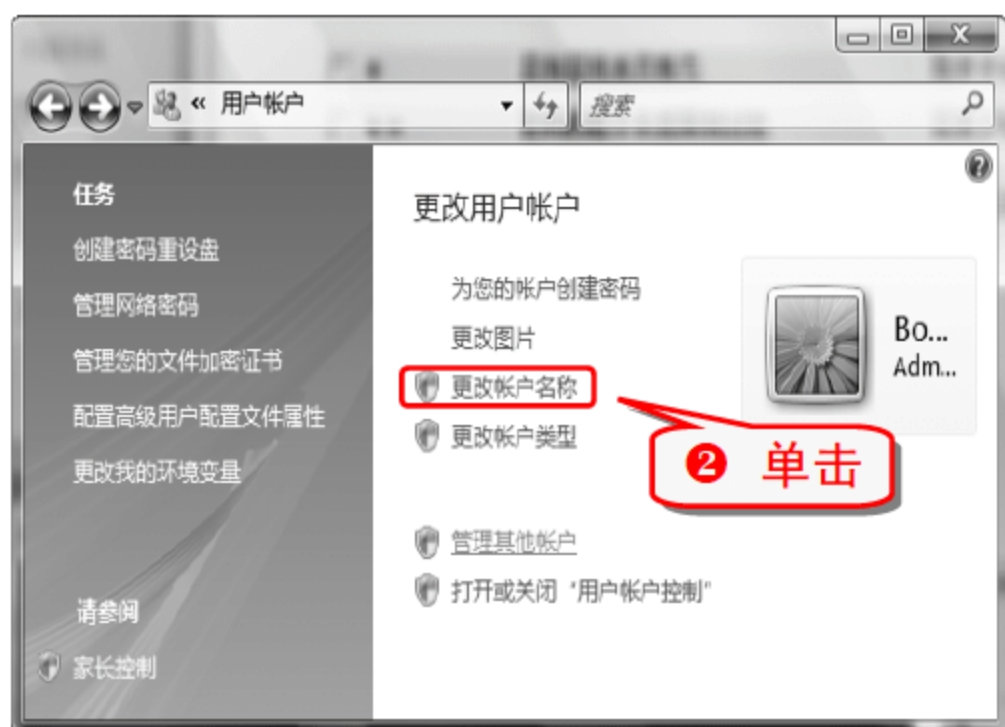 « 用户帐户
搜索
任务
创建密码重设盘
管理网络密码
管理您的文件加密证书
配置高级用户配置文件属性
更改我的环境变量
请参阅
家长控制
更改用户帐户
为您的帐户创建密码
更改图片
更改帐户名称
更改帐户类型
管理其他帐户
打开或关闭“用户帐户控制”
Bo...
Adm...
❷ 单击